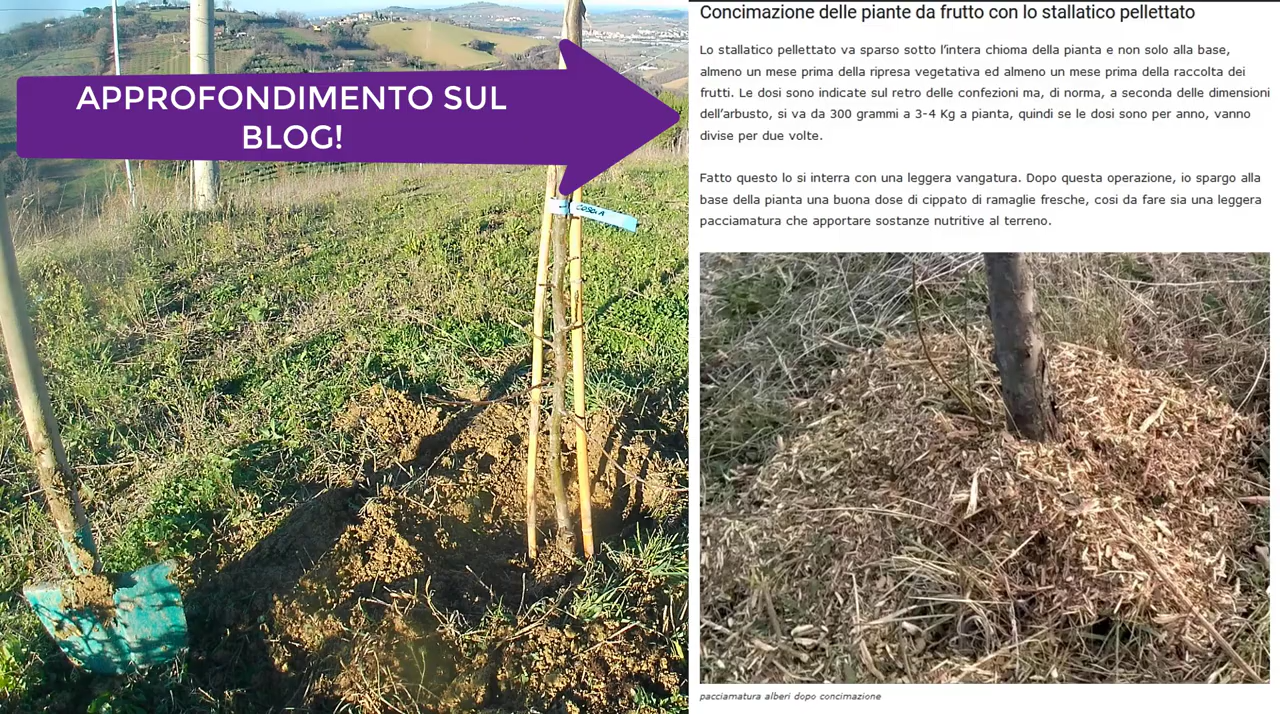 APPROFONDIMENTO SUL
BLOG!
Concimazione delle piante da frutto con lo stallatico pellettato
Lo stallatico pellettato va sparso sotto l'intera chioma della pianta e non solo alla base,
almeno un mese prima della ripresa vegetativa ed almeno un mese prima della raccolta dei
frutti. Le dosi sono indicate sul retro delle confezioni ma, di norma, a seconda delle dimensioni
dell'arbusto, si va da 300 grammi a 3-4 Kg a pianta, quindi se le dosi sono per anno, vanno
divise per due volte.
Fatto questo lo si interra con una leggera vangatura. Dopo questa operazione, io spargo alla
base della pianta una buona dose di cippato di ramaglie fresche, cosi da fare sia una leggera
pacciamatura che apportare sostanze nutritive al terreno.
pacciamatura alberi dopo concimazione